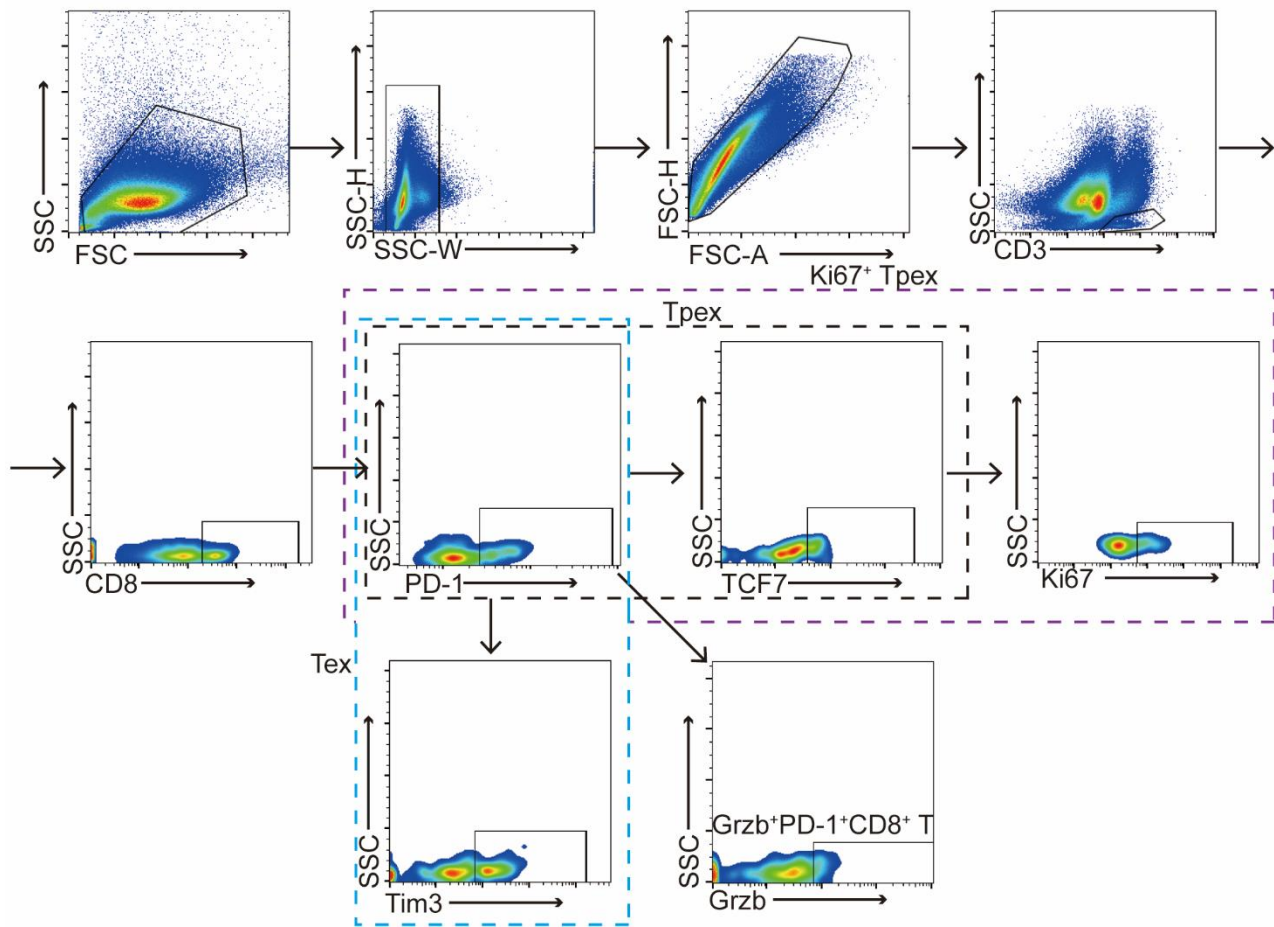 SSC
FSC
SSC-H
SSC-W
FSC-H
FSC-A
SSC
CD3
Ki67⁺ Tpex
Tpex
SSC
CD8
SSC
PD-1
SSC
TCF7
SSC
Ki67
Tex
SSC
Tim3
Grzb⁺PD-1⁺CD8⁺ T
SSC
Grzb